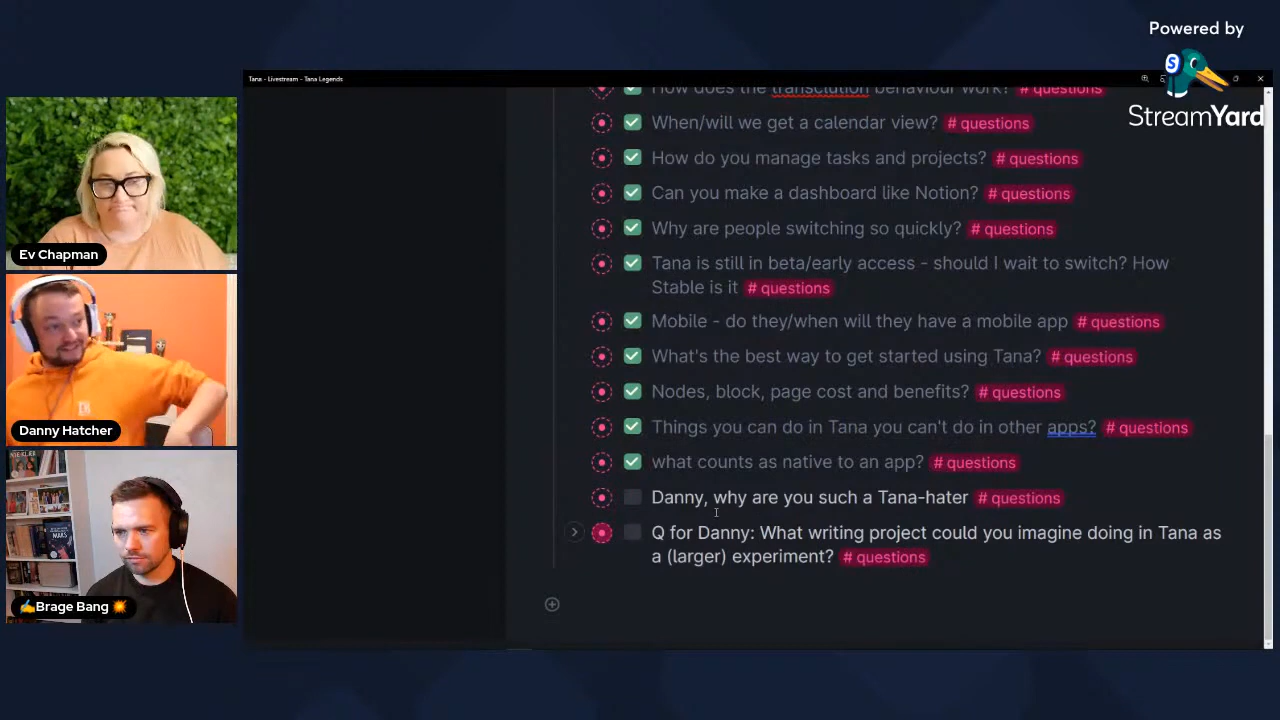 Powered by
StreamYard
Tana - Livestream - Tana Legends
How does the transclution behaviour work? # questions
When/will we get a calendar view? # questions
How do you manage tasks and projects? # questions
Can you make a dashboard like Notion? # questions
Why are people switching so quickly? # questions
Tana is still in beta/early access - should I wait to switch? How
Stable is it # questions
Mobile - do they/when will they have a mobile app # questions
What's the best way to get started using Tana? # questions
Nodes, block, page cost and benefits? # questions
Things you can do in Tana you can't do in other apps? # questions
what counts as native to an app? # questions
Danny, why are you such a Tana-hater # questions
Q for Danny: What writing project could you imagine doing in Tana as
a (larger) experiment? # questions
Ev Chapman
Danny Hatcher
✍️Brage Bang 💥